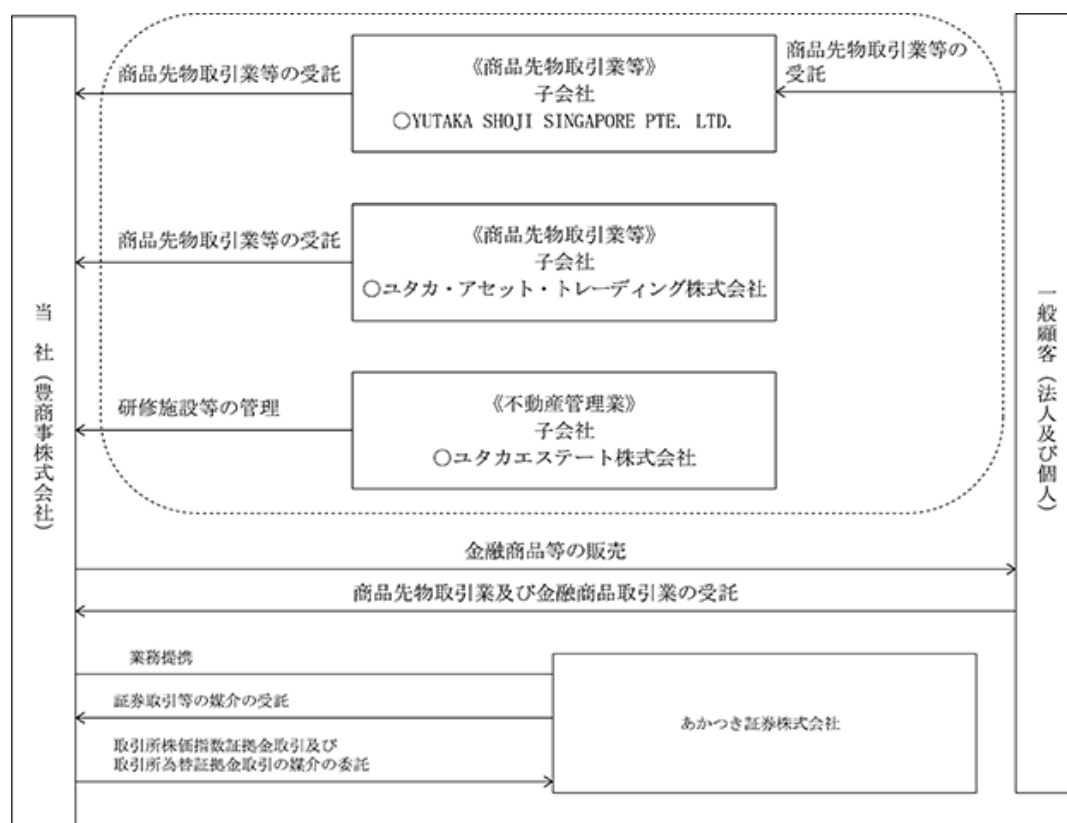 当社（豊商事株式会社）
商品先物取引業等の受託
《商品先物取引業等》
子会社
○YUTAKA SHOJI SINGAPORE PTE. LTD.
商品先物取引業等の
受託
商品先物取引業等の受託
《商品先物取引業等》
子会社
○ユタカ・アセット・トレーディング株式会社
研修施設等の管理
《不動産管理業》
子会社
○ユタカエステート株式会社
一般顧客（法人及び個人）
金融商品等の販売
商品先物取引業及び金融商品取引業の受託
業務提携
証券取引等の媒介の受託
取引所株価指数証拠金取引及び
取引所為替証拠金取引の媒介の委託
あかつき証券株式会社